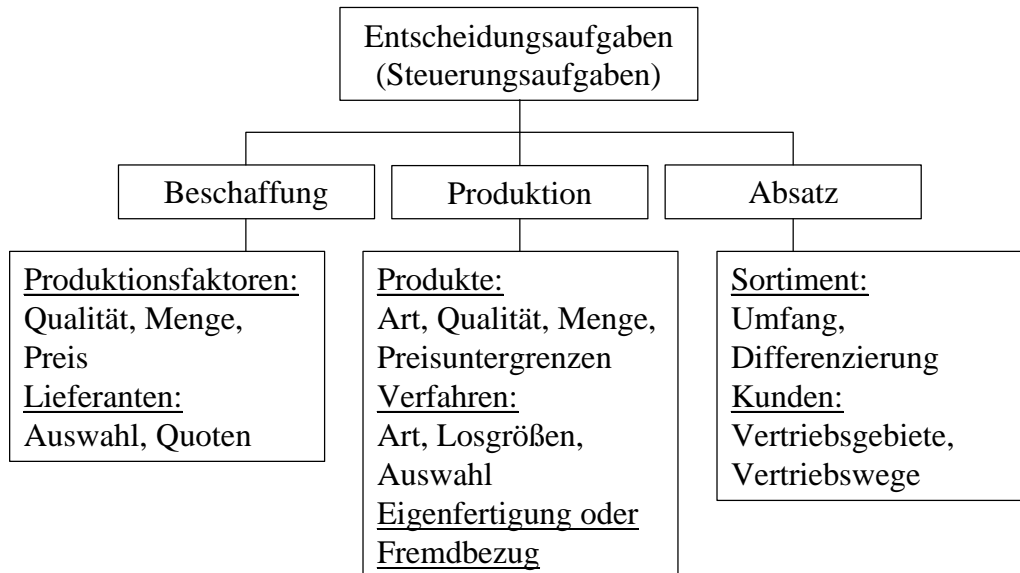 Entscheidungsaufgaben
(Steuerungsaufgaben)
Beschaffung
Produktion
Absatz
Produktionsfaktoren:
Qualität, Menge,
Preis
Lieferanten:
Auswahl, Quoten
Produkte:
Art, Qualität, Menge,
Preisuntergrenzen
Verfahren:
Art, Losgrößen,
Auswahl
Eigenfertigung oder
Fremdbezug
Sortiment:
Umfang,
Differenzierung
Kunden:
Vertriebsgebiete,
Vertriebswege